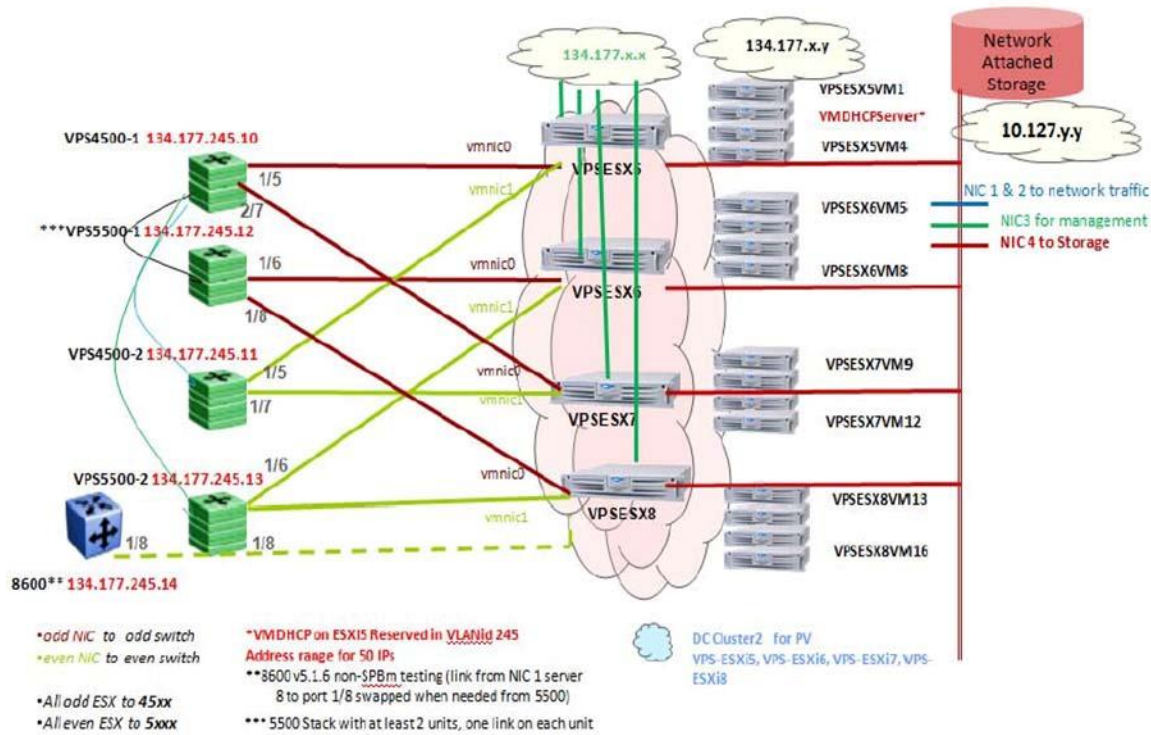 134.177.x.x
134.177.x.y
Network
Attached
Storage
10.127.y.y
VPS4500-1 134.177.245.10
1/5
2/7
***VPS5500-1 134.177.245.12
1/6
1/8
VPS4500-2 134.177.245.11
1/5
1/7
VPS5500-2 134.177.245.13
1/6
1/8
1/8
8600** 134.177.245.14
vmnic0
vmnic1
vmnic0
vmnic1
vmnic0
vmnic1
vmnic0
vmnic1
VPSESX5
VPSESX6
VPSESX7
VPSESX8
VPSESX5VM1
VMDHCPServer*
VPSESX5VM4
VPSESX6VM5
VPSESX6VM8
VPSESX7VM9
VPSESX7VM12
VPSESX8VM13
VPSESX8VM16
NIC 1 & 2 to network traffic
NIC3 for management
NIC 4 to Storage
•odd NIC to odd switch
•even NIC to even switch
•All odd ESX to 45xx
•All even ESX to 5xxx
*VMDHCP on ESXI5 Reserved in VLANid 245
Address range for 50 IPs
**8600 v5.1.6 non-SPBm testing (link from NIC 1 server
8 to port 1/8 swapped when needed from 5500)
*** 5500 Stack with at least 2 units, one link on each unit
DC Cluster2 for PV
VPS-ESXi5, VPS-ESXi6, VPS-ESXi7, VPS-
ESXi8